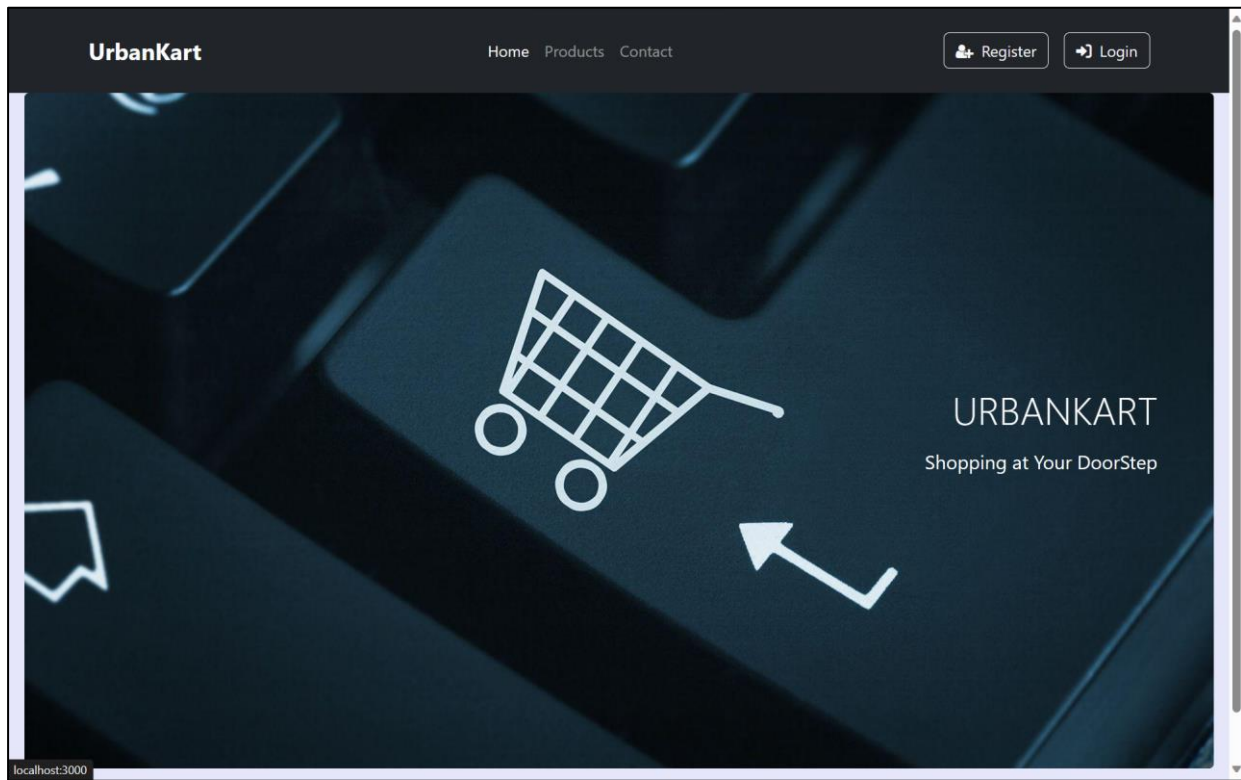 UrbanKart
Home Products Contact
Register
Login
URBANKART
Shopping at Your DoorStep
localhost:3000